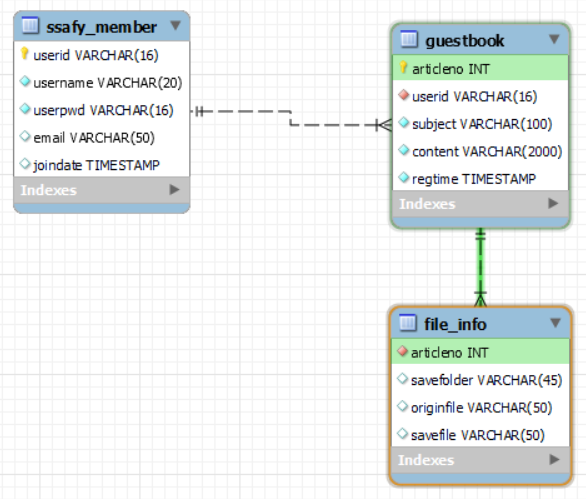 ssafy_member
userid VARCHAR(16)
username VARCHAR(20)
userpwd VARCHAR(16)
email VARCHAR(50)
joindate TIMESTAMP
Indexes
guestbook
articleno INT
userid VARCHAR(16)
subject VARCHAR(100)
content VARCHAR(2000)
regtime TIMESTAMP
Indexes
file_info
articleno INT
savefolder VARCHAR(45)
originfile VARCHAR(50)
savefile VARCHAR(50)
Indexes